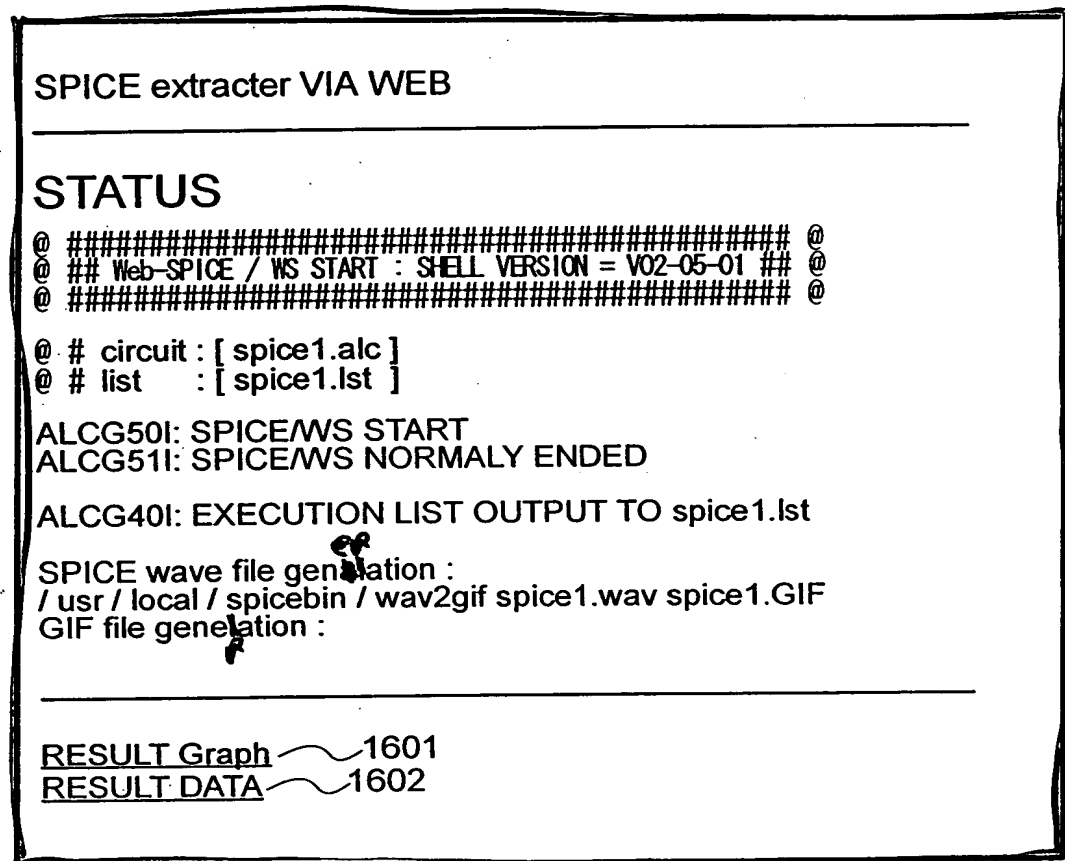 SPICE extracter VIA WEB
STATUS
@ ############################################ @
@ ## Web-SPICE / WS START : SHELL VERSION = V02-05-01 ## @
@ ############################################ @
@ # circuit : [ spice1.alc ]
@ # list : [ spice1.lst ]
ALCG50I: SPICE/WS START
ALCG51I: SPICE/WS NORMALY ENDED
ALCG40I: EXECUTION LIST OUTPUT TO spice1.lst
er
SPICE wave file genalation :
/ usr / local / spicebin / wav2gif spice1.wav spice1.GIF
GIF file genelation :
r
RESULT Graph 1601
RESULT DATA 1602